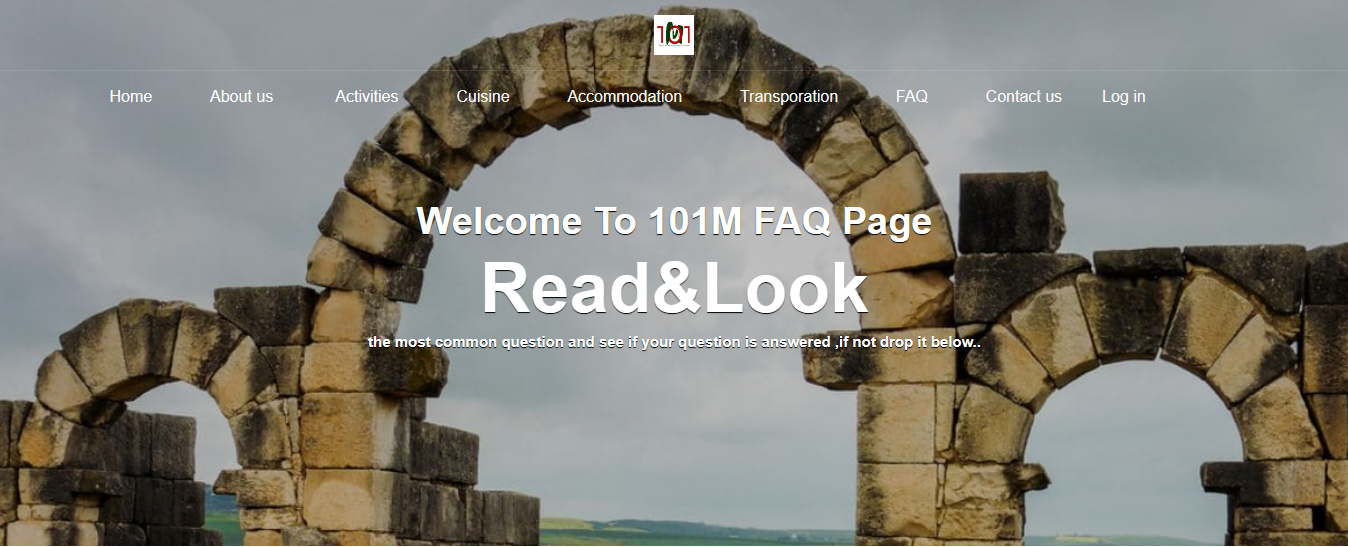 101
Home About us Activities Cuisine Accommodation Transporation FAQ Contact us Log in
Welcome To 101M FAQ Page
Read&Look
the most common question and see if your question is answered ,if not drop it below..